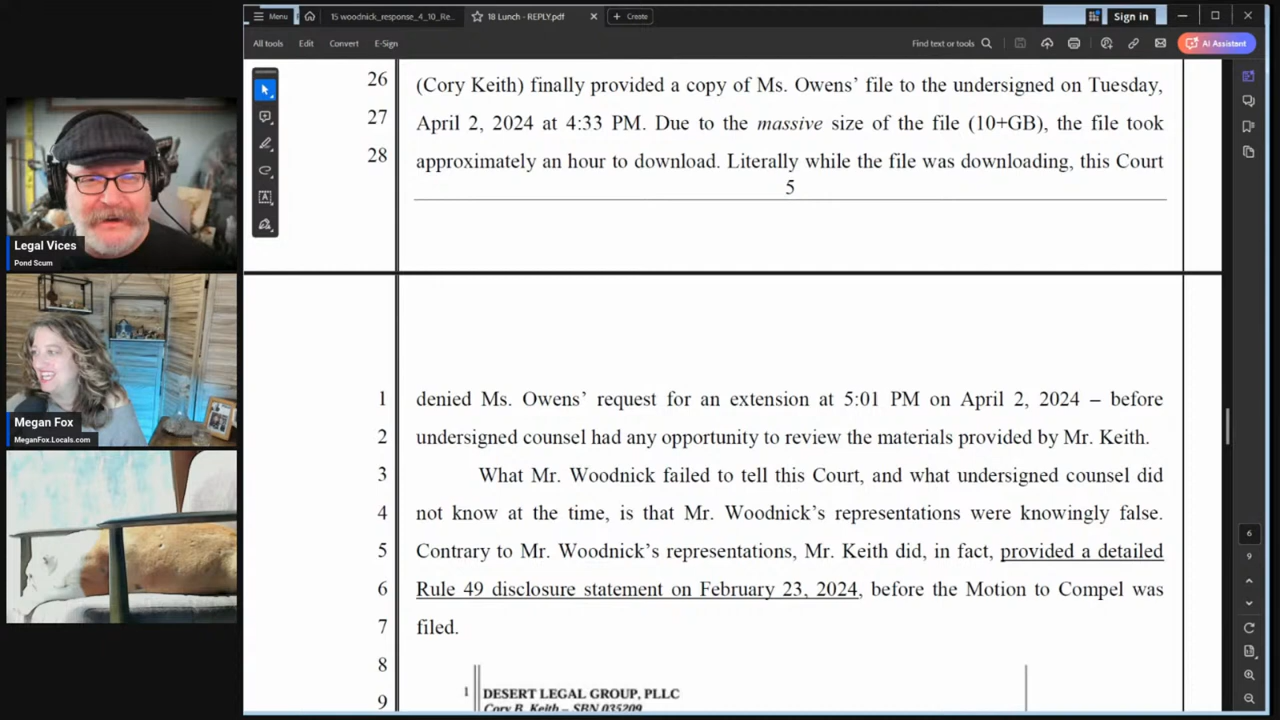 Menu
15 woodnick_response_4_10_Re...
18 Lunch - REPLY.pdf
Create
Sign in
All tools
Edit
Convert
E-Sign
Find text or tools
AI Assistant
Legal Vices
Pond Scum
Megan Fox
MeganFox.Locals.com
26 (Cory Keith) finally provided a copy of Ms. Owens' file to the undersigned on Tuesday,
27 April 2, 2024 at 4:33 PM. Due to the massive size of the file (10+GB), the file took
28 approximately an hour to download. Literally while the file was downloading, this Court
5
1 denied Ms. Owens' request for an extension at 5:01 PM on April 2, 2024 – before
2 undersigned counsel had any opportunity to review the materials provided by Mr. Keith.
3 What Mr. Woodnick failed to tell this Court, and what undersigned counsel did
4 not know at the time, is that Mr. Woodnick's representations were knowingly false.
5 Contrary to Mr. Woodnick's representations, Mr. Keith did, in fact, provided a detailed
6 Rule 49 disclosure statement on February 23, 2024, before the Motion to Compel was
7 filed.
8
1 DESERT LEGAL GROUP, PLLC
9 Cory B. Keith – SBN 035209
6
9